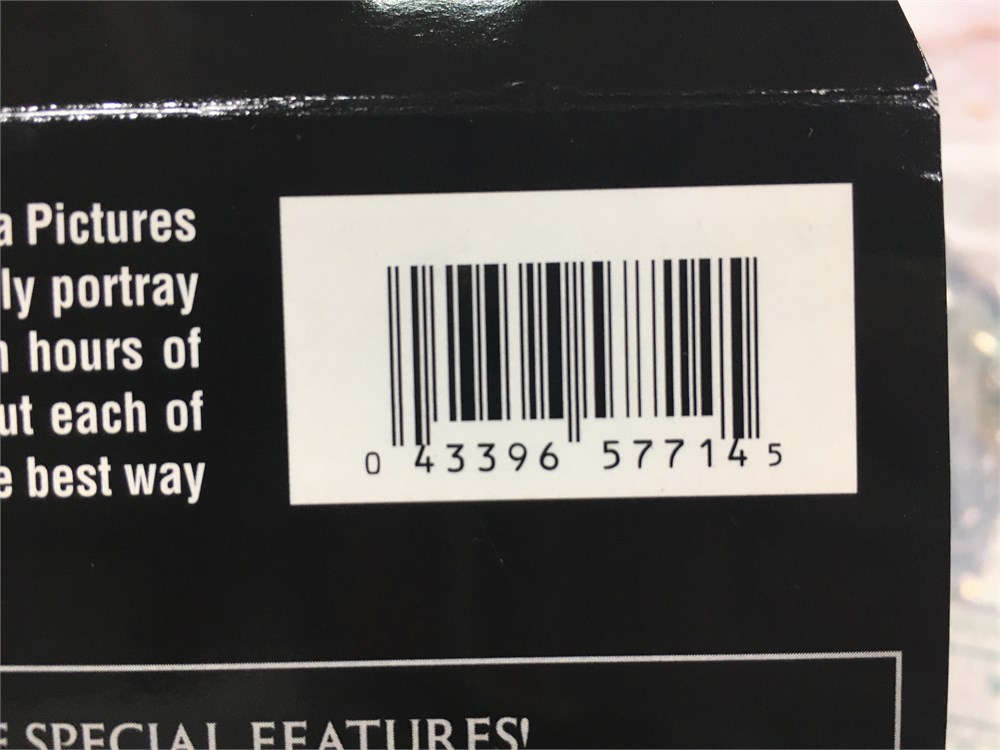 a Pictures
ly portray
hours of
ut each of
e best way
0 43396 57714 5
SPECIAL FEATURES!